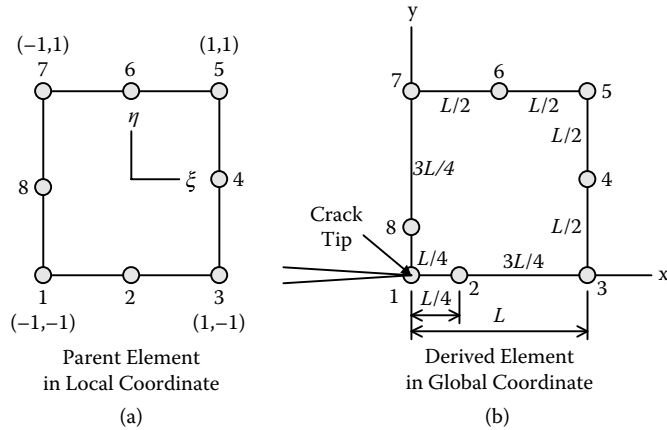 (-1,1)
(1,1)
7
6
5
η
ξ
8
4
1
2
3
(-1,-1)
(1,-1)
Parent Element
in Local Coordinate
(a)
y
7
6
5
L/2
L/2
L/2
3L/4
4
8
Crack
Tip
L/4
3L/4
L/2
x
1
2
3
L/4
L
Derived Element
in Global Coordinate
(b)